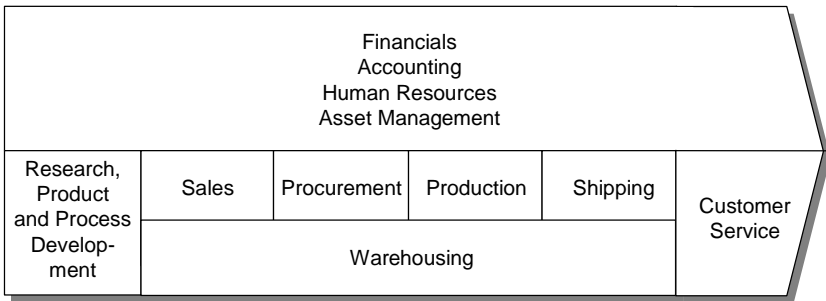 Financials
Accounting
Human Resources
Asset Management
Research,
Product
and Process
Develop-
ment
Sales
Procurement
Production
Shipping
Warehousing
Customer
Service